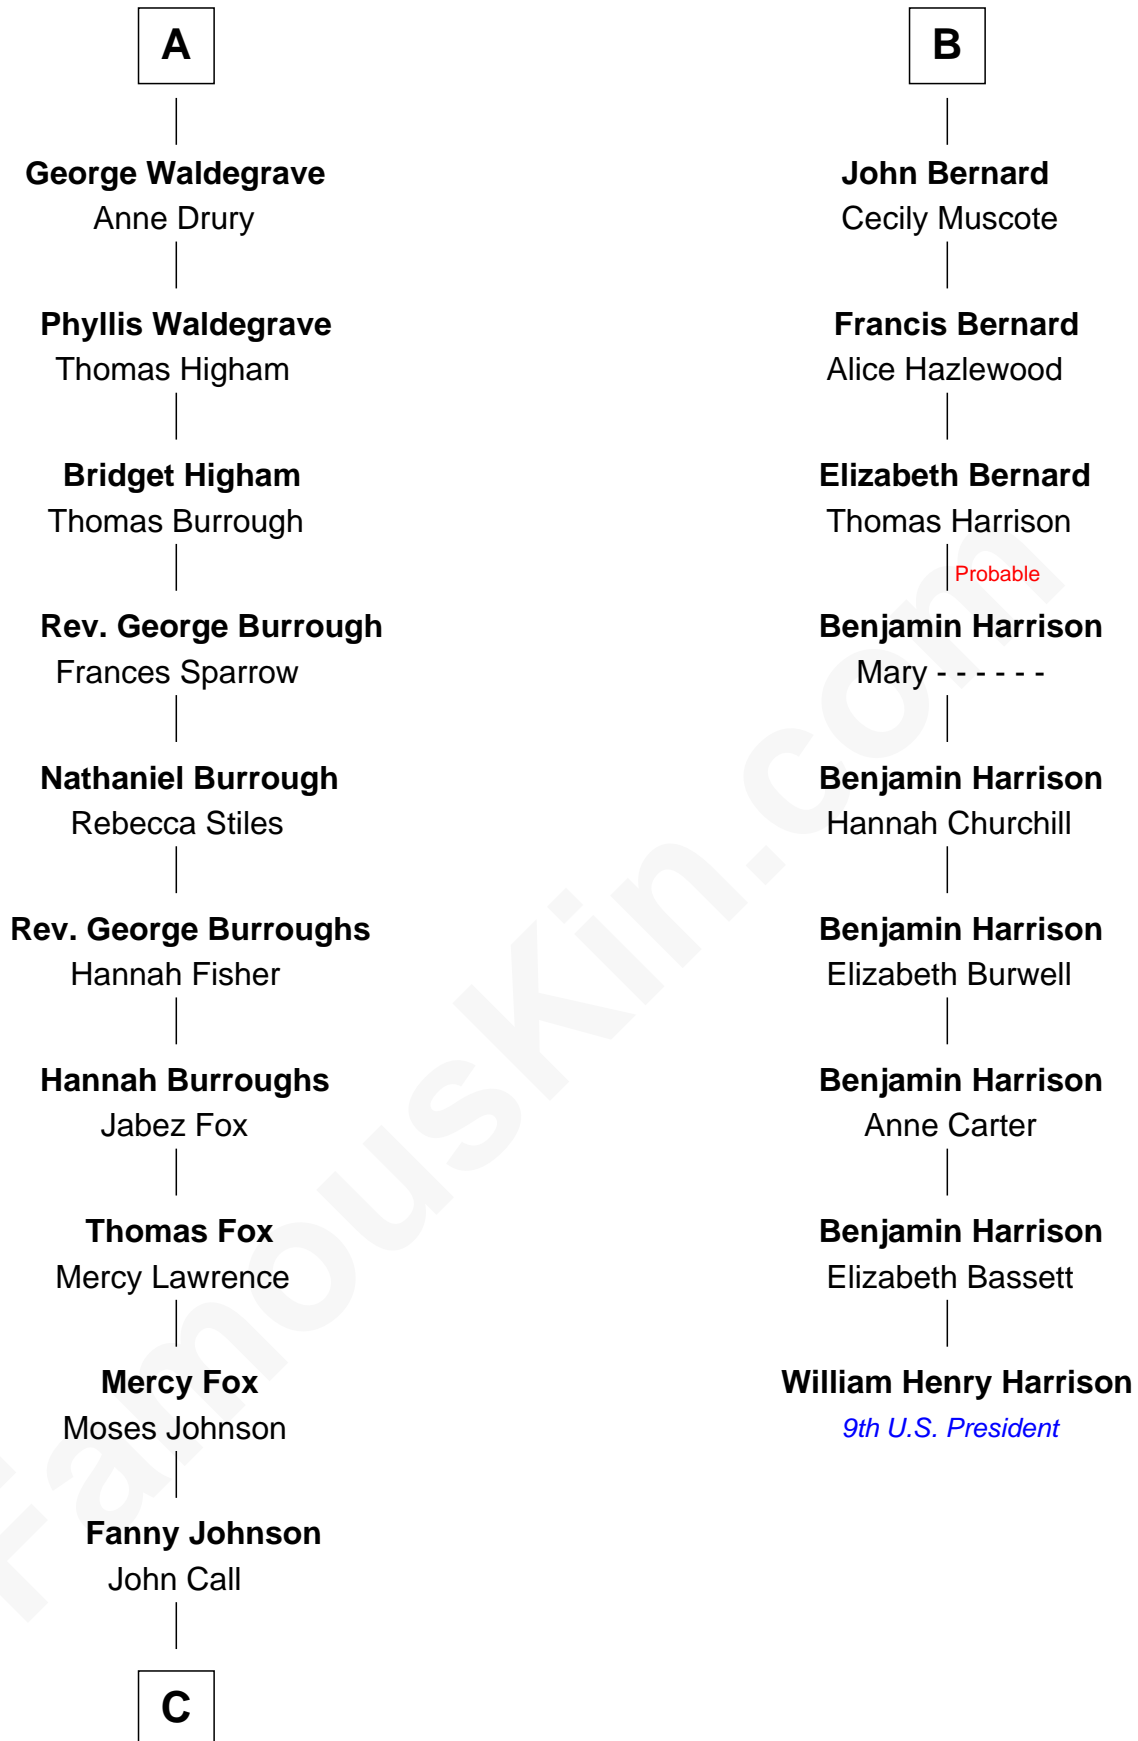 A
George Waldegrave
Anne Drury
Phyllis Waldegrave
Thomas Higham
Bridget Higham
Thomas Burrough
Rev. George Burrough
Frances Sparrow
Nathaniel Burrough
Rebecca Stiles
Rev. George Burroughs
Hannah Fisher
Hannah Burroughs
Jabez Fox
Thomas Fox
Mercy Lawrence
Mercy Fox
Moses Johnson
Fanny Johnson
John Call
C
B
John Bernard
Cecily Muscote
Francis Bernard
Alice Hazlewood
Elizabeth Bernard
Thomas Harrison
Probable
Benjamin Harrison
Mary - - - - - -
Benjamin Harrison
Hannah Churchill
Benjamin Harrison
Elizabeth Burwell
Benjamin Harrison
Anne Carter
Benjamin Harrison
Elizabeth Bassett
William Henry Harrison
9th U.S. President
FamousKin.com